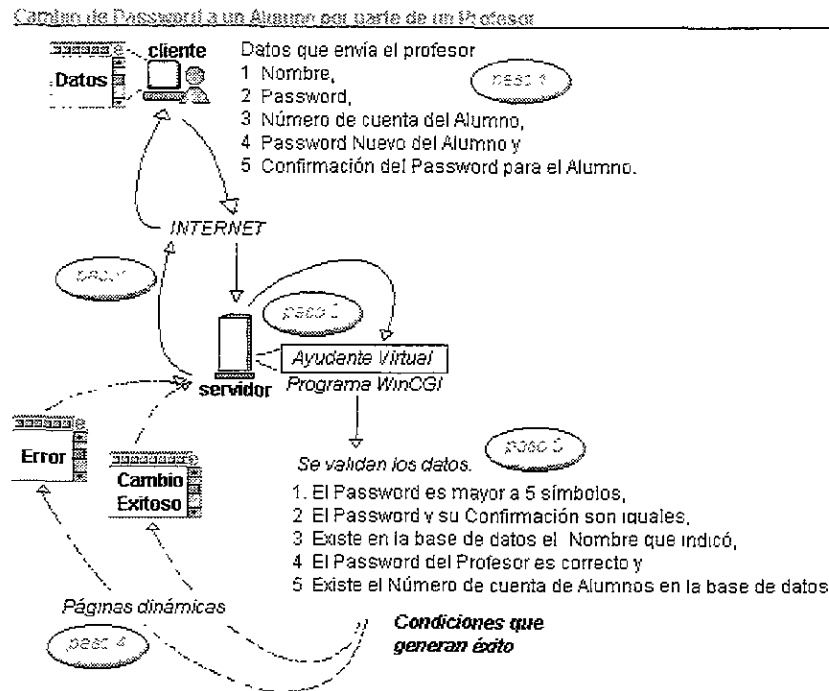 Cambio de Password a un Alumno por parte de un Profesor
cliente
Datos
Datos que envía el profesor
1 Nombre,
2 Password,
3 Número de cuenta del Alumno,
4 Password Nuevo del Alumno y
5 Confirmación del Password para el Alumno.
paso 1
INTERNET
paso
paso 2
servidor
Ayudante Virtual
Programa WinCGI
Error
Cambio
Exitoso
paso 3
Se validan los datos.
1. El Password es mayor a 5 símbolos,
2 El Password y su Confirmación son iguales,
3 Existe en la base de datos el Nombre que indicó,
4 El Password del Profesor es correcto y
5 Existe el Número de cuenta de Alumnos en la base de datos
Páginas dinámicas
paso 4
Condiciones que
generan éxito